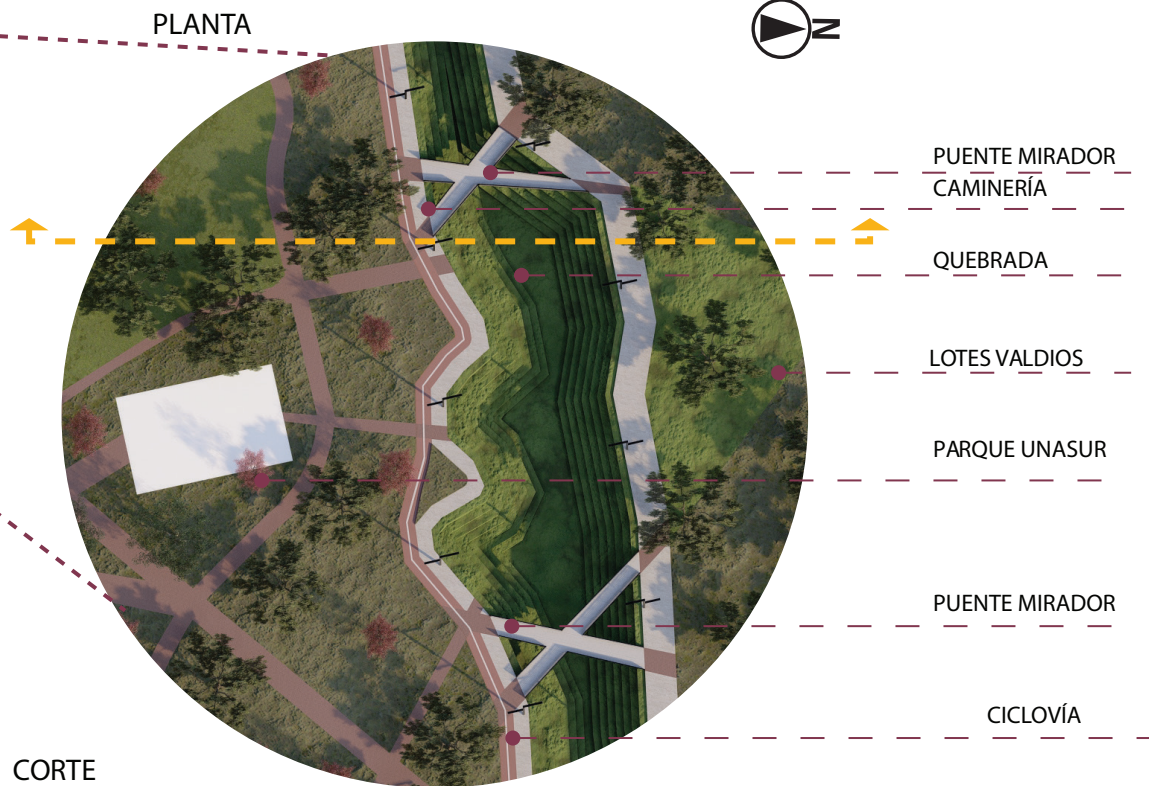 PLANTA
N
PUENTE MIRADOR
CAMINERÍA
QUEBRADA
LOTES VALDIOS
PARQUE UNASUR
PUENTE MIRADOR
CICLOVÍA
CORTE